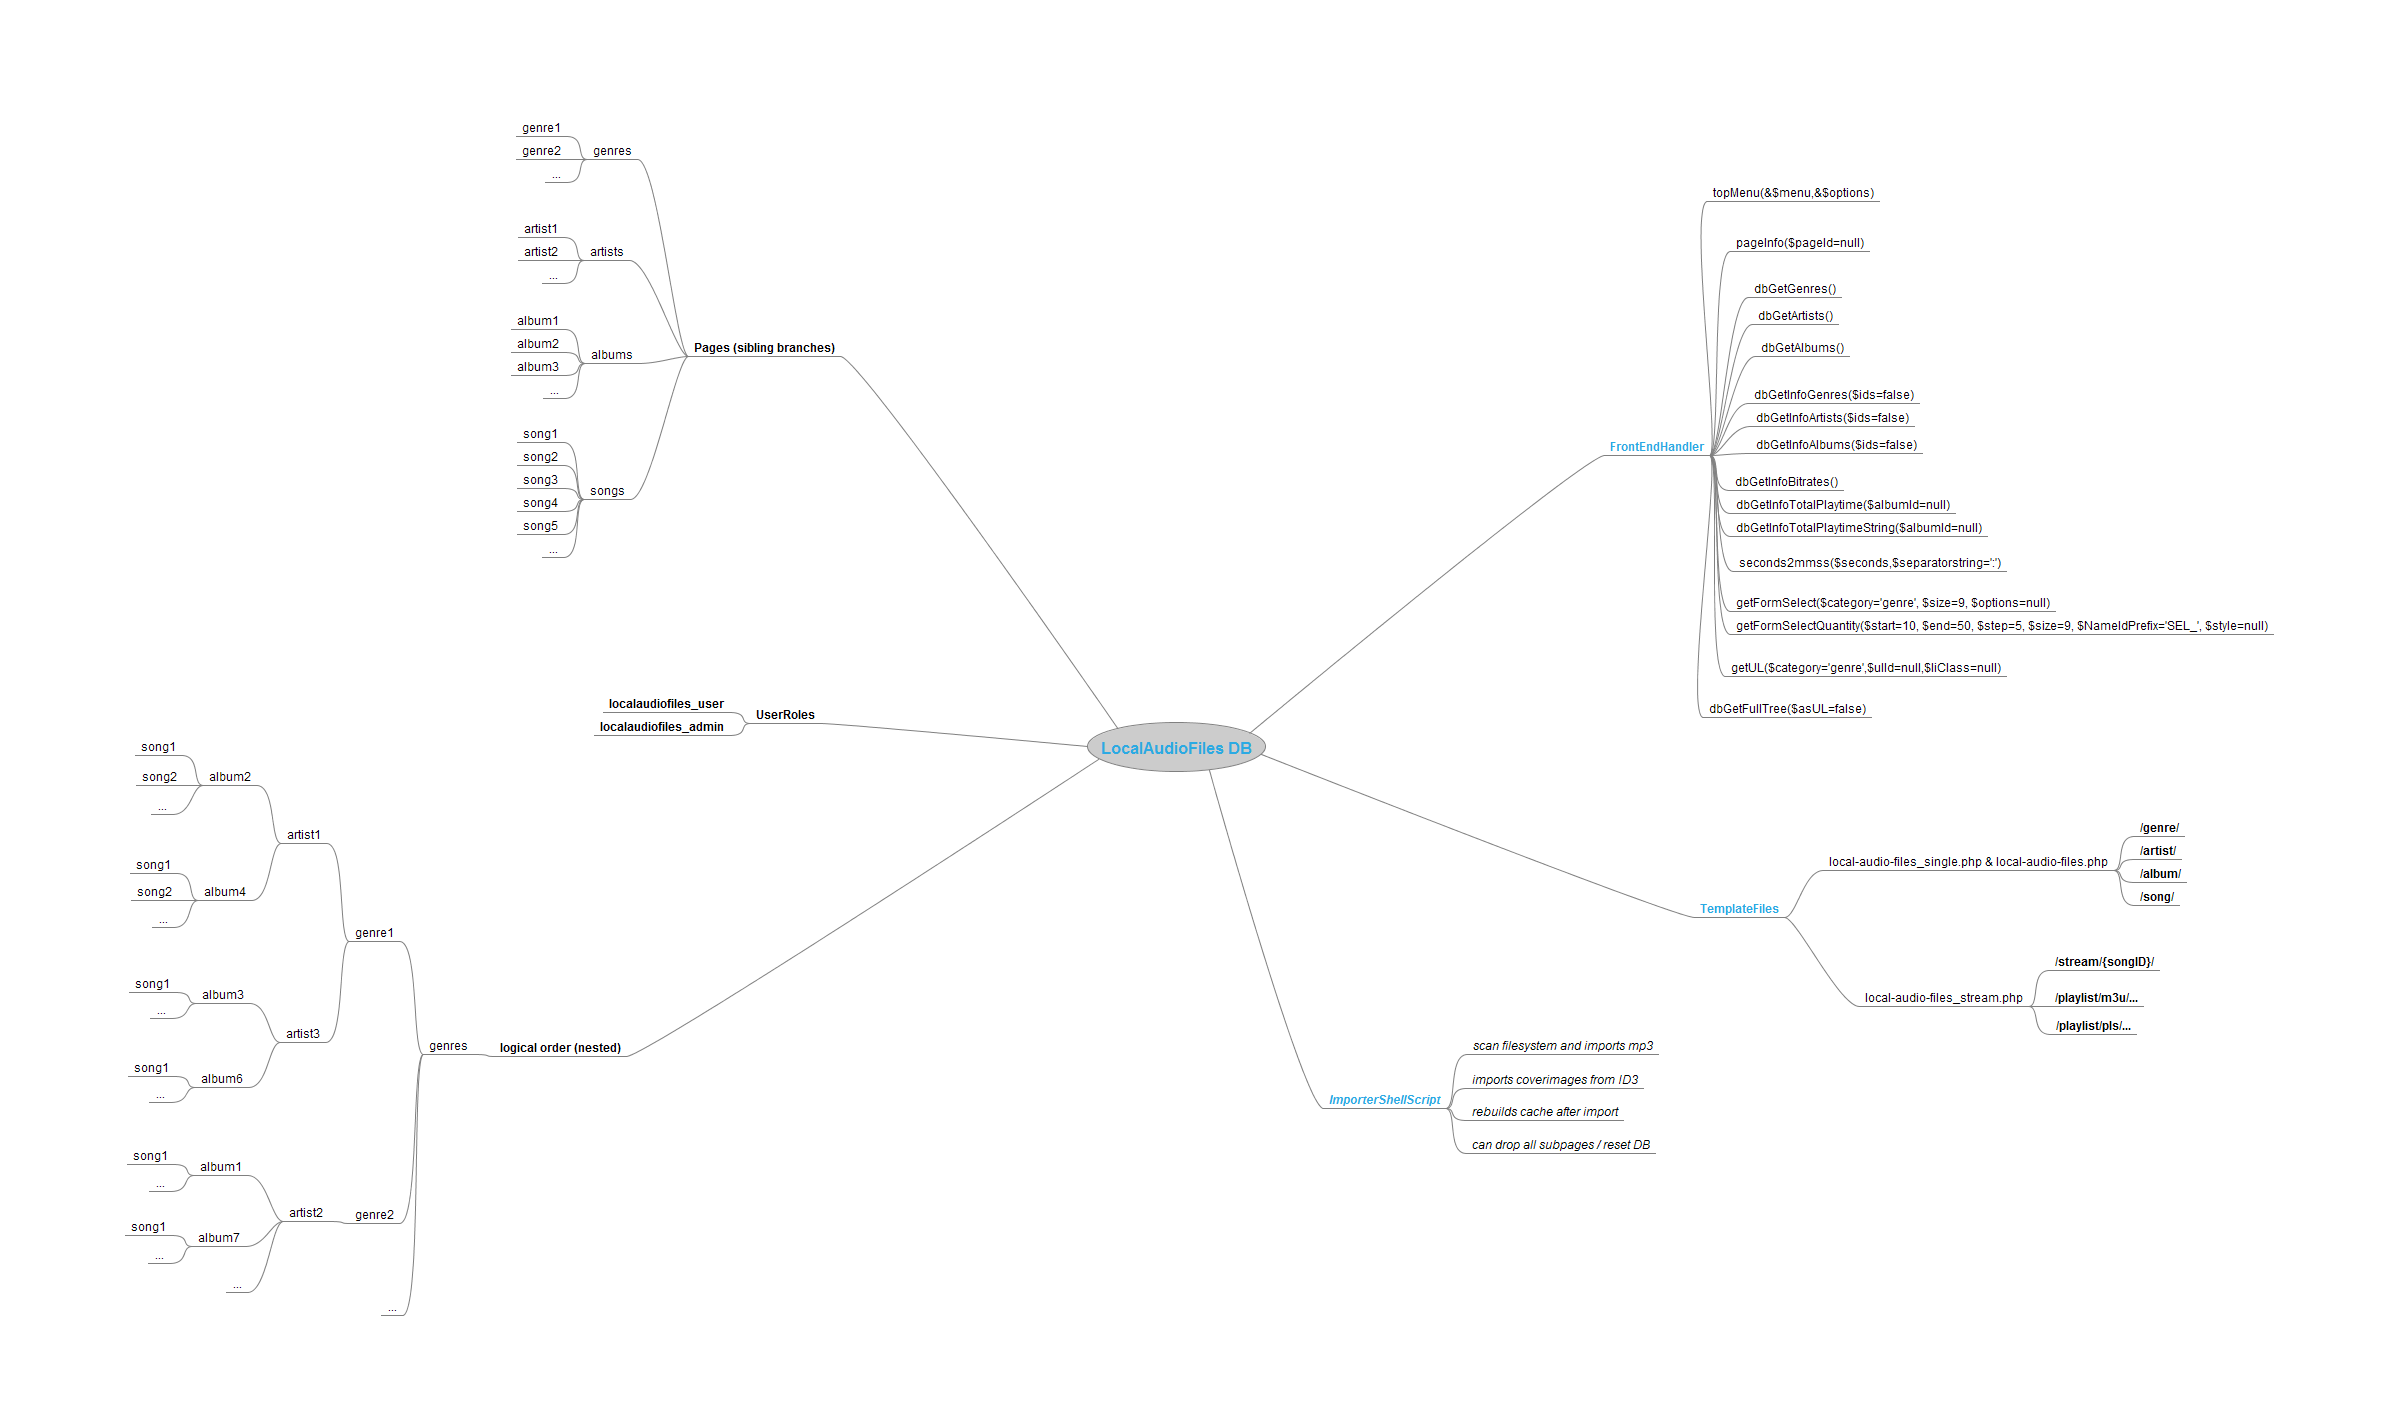 genre1
genre2
...
genres
artist1
artist2
...
artists
album1
album2
album3
...
albums
song1
song2
song3
song4
song5
...
songs
Pages (sibling branches)
localaudiofiles_user
localaudiofiles_admin
UserRoles
song1
song2
...
album2
song1
song2
...
album4
artist1
song1
...
album3
song1
...
album6
artist3
genre1
song1
...
album1
song1
...
album7
...
artist2
genre2
...
genres
logical order (nested)
LocalAudioFiles DB
FrontEndHandler
topMenu(&$menu,&$options)
pageInfo($pageId=null)
dbGetGenres()
dbGetArtists()
dbGetAlbums()
dbGetInfoGenres($ids=false)
dbGetInfoArtists($ids=false)
dbGetInfoAlbums($ids=false)
dbGetInfoBitrates()
dbGetInfoTotalPlaytime($albumId=null)
dbGetInfoTotalPlaytimeString($albumId=null)
seconds2mmss($seconds,$separatorstring=':')
getFormSelect($category='genre', $size=9, $options=null)
getFormSelectQuantity($start=10, $end=50, $step=5, $size=9, $NameIdPrefix='SEL_', $style=null)
getUL($category='genre',$ulId=null,$liClass=null)
dbGetFullTree($asUL=false)
TemplateFiles
local-audio-files_single.php & local-audio-files.php
/genre/
/artist/
/album/
/song/
local-audio-files_stream.php
/stream/{songID}/
/playlist/m3u/...
/playlist/pls/...
ImporterShellScript
scan filesystem and imports mp3
imports coverimages from ID3
rebuilds cache after import
can drop all subpages / reset DB